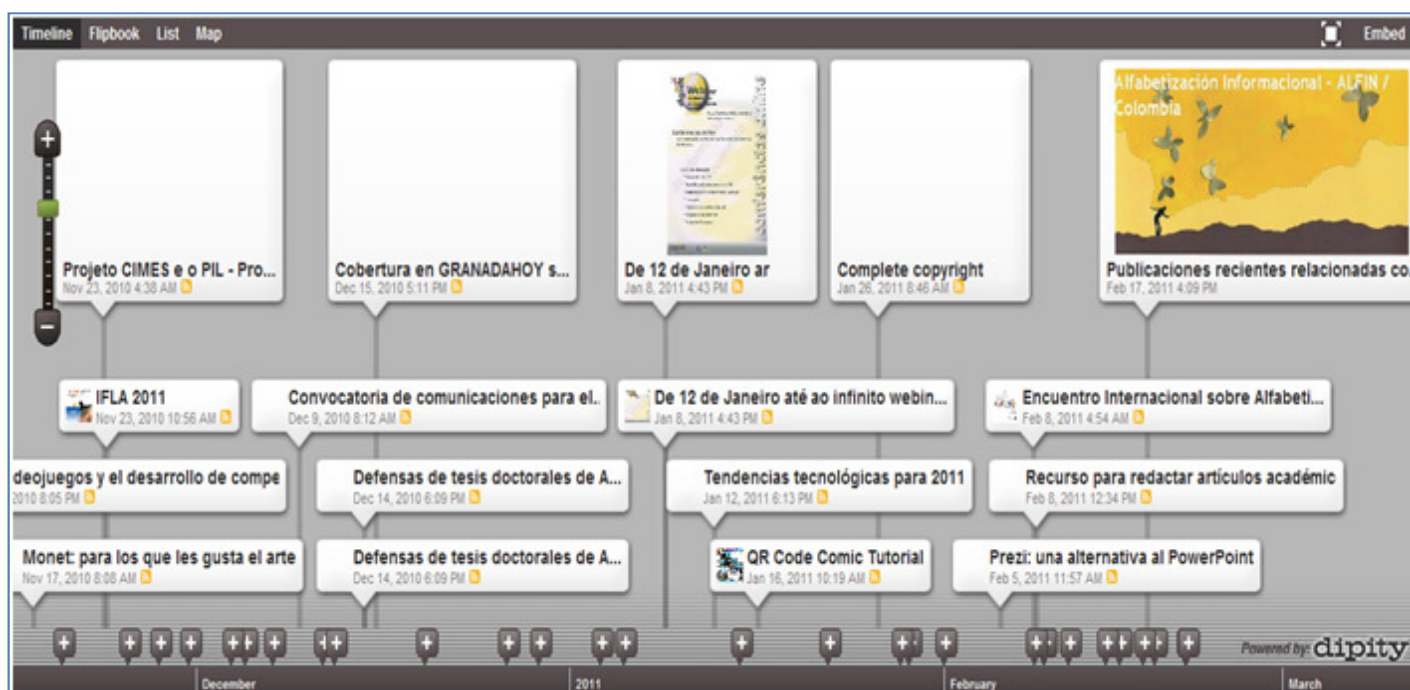 Timeline Flipbook List Map Embed
Alfabetización Informacional - ALFIN /
Colombia
Projeto CIMES e o PIL - Pro...
Nov 23, 2010 4:38 AM
Cobertura en GRANADAHOY s...
Dec 15, 2010 5:11 PM
De 12 de Janeiro ar
Jan 8, 2011 4:43 PM
Complete copyright
Jan 26, 2011 8:46 AM
Publicaciones recientes relacionadas co.
Feb 17, 2011 4:09 PM
IFLA 2011
Nov 23, 2010 10:56 AM
Convocatoria de comunicaciones para el..
Dec 9, 2010 8:12 AM
De 12 de Janeiro até ao infinito webin...
Jan 8, 2011 4:43 PM
Encuentro Internacional sobre Alfabeti...
Feb 8, 2011 4:54 AM
deojuegos y el desarrollo de compe
2010 8:05 PM
Defensas de tesis doctorales de A...
Dec 14, 2010 6:09 PM
Tendencias tecnológicas para 2011
Jan 12, 2011 6:13 PM
Recurso para redactar artículos académic
Feb 8, 2011 12:34 PM
Monet: para los que les gusta el arte
Nov 17, 2010 8:08 AM
Defensas de tesis doctorales de A...
Dec 14, 2010 6:09 PM
QR Code Comic Tutorial
Jan 16, 2011 10:19 AM
Prezi: una alternativa al PowerPoint
Feb 5, 2011 11:57 AM
Powered by: dipity
December 2011 February March